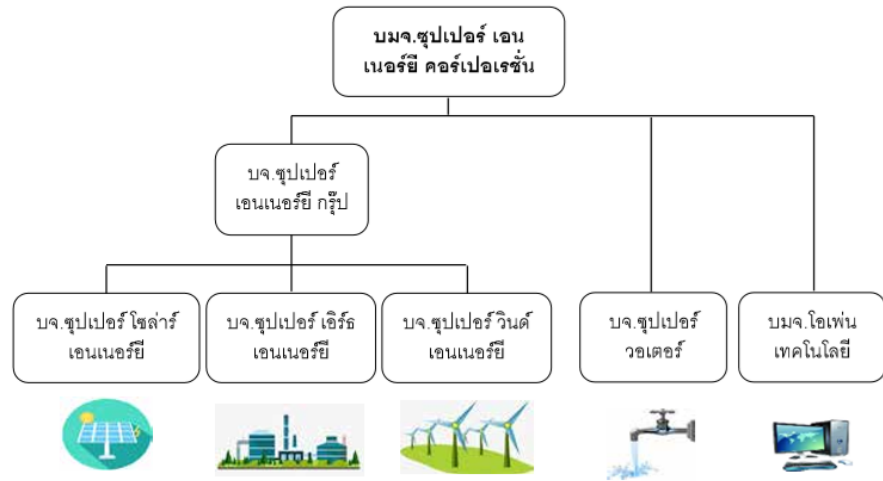 บมจ.ซุปเปอร์ เอน
เนอร์ยี คอร์เปอเรชั่น
บจ.ซุปเปอร์
เอนเนอร์ยี กรุ๊ป
บจ.ซุปเปอร์ โซล่าร์
เอนเนอร์ยี
บจ.ซุปเปอร์ เอิร์ธ
เอนเนอร์ยี
บจ.ซุปเปอร์ วินด์
เอนเนอร์ยี
บจ.ซุปเปอร์
วอเตอร์
บมจ.โอเพ่น
เทคโนโลยี